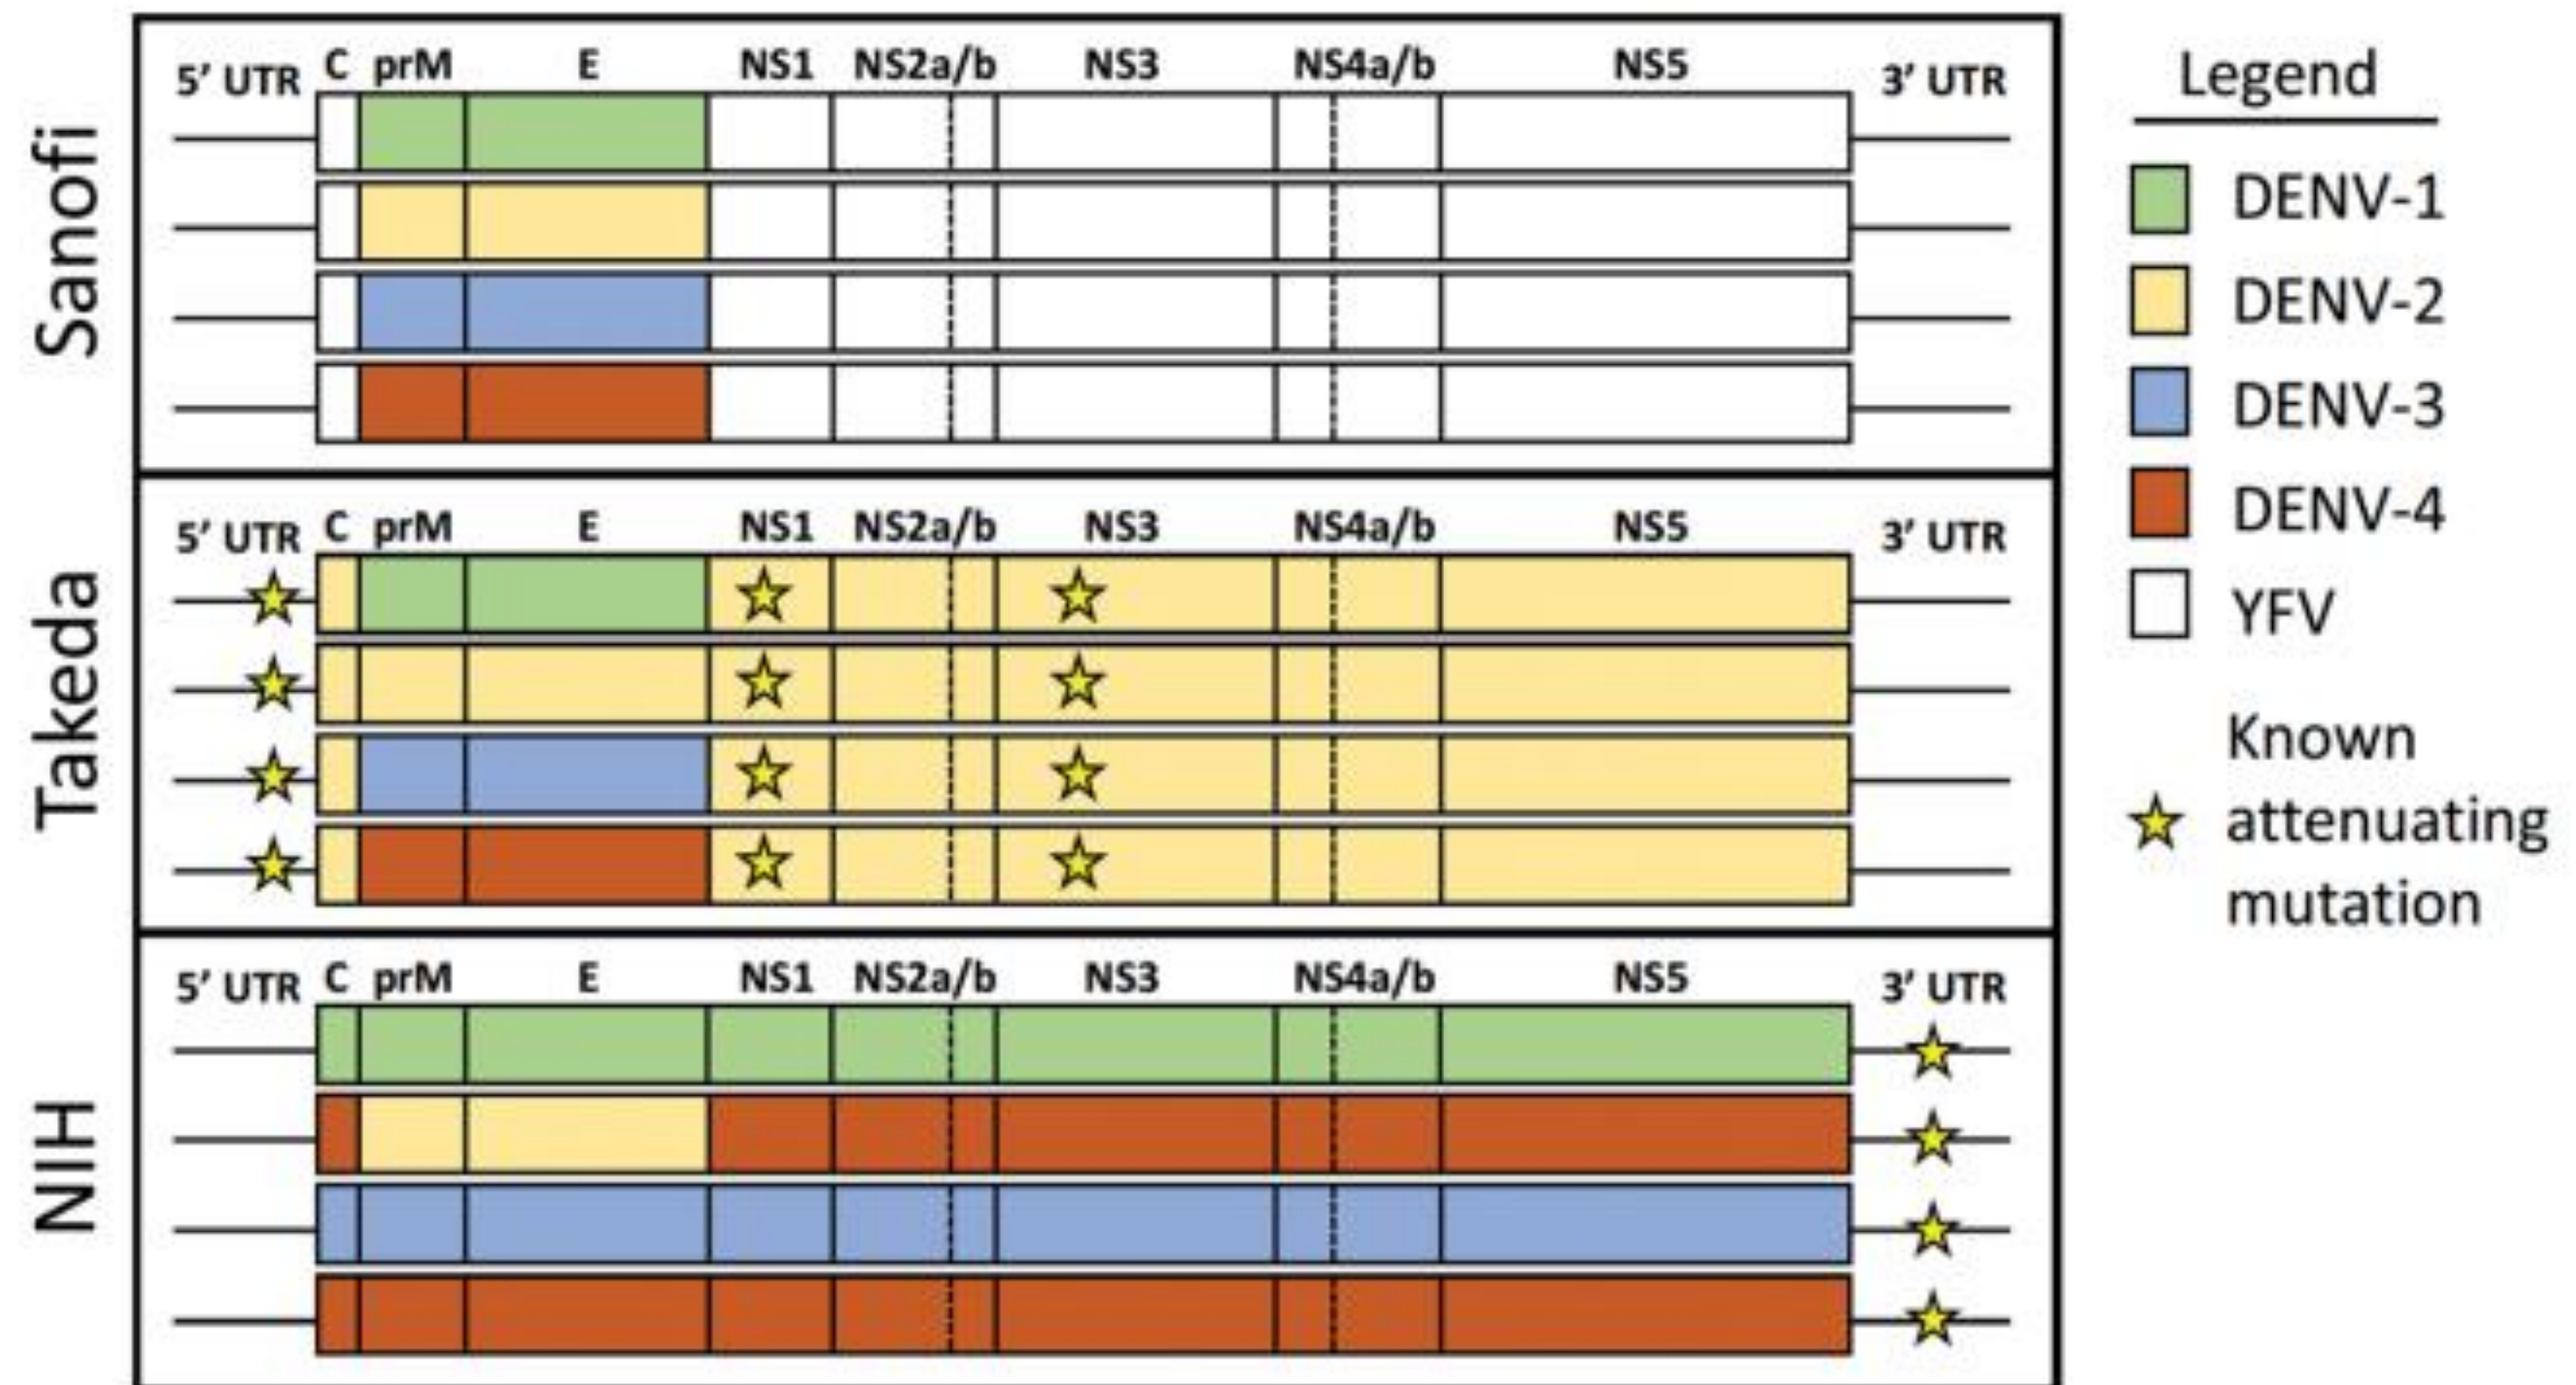 Sanofi
5′ UTR C prM E NS1 NS2a/b NS3 NS4a/b NS5 3′ UTR
Takeda
5′ UTR C prM E NS1 NS2a/b NS3 NS4a/b NS5 3′ UTR
NIH
5′ UTR C prM E NS1 NS2a/b NS3 NS4a/b NS5 3′ UTR
Legend
DENV-1
DENV-2
DENV-3
DENV-4
YFV
Known
attenuating
mutation